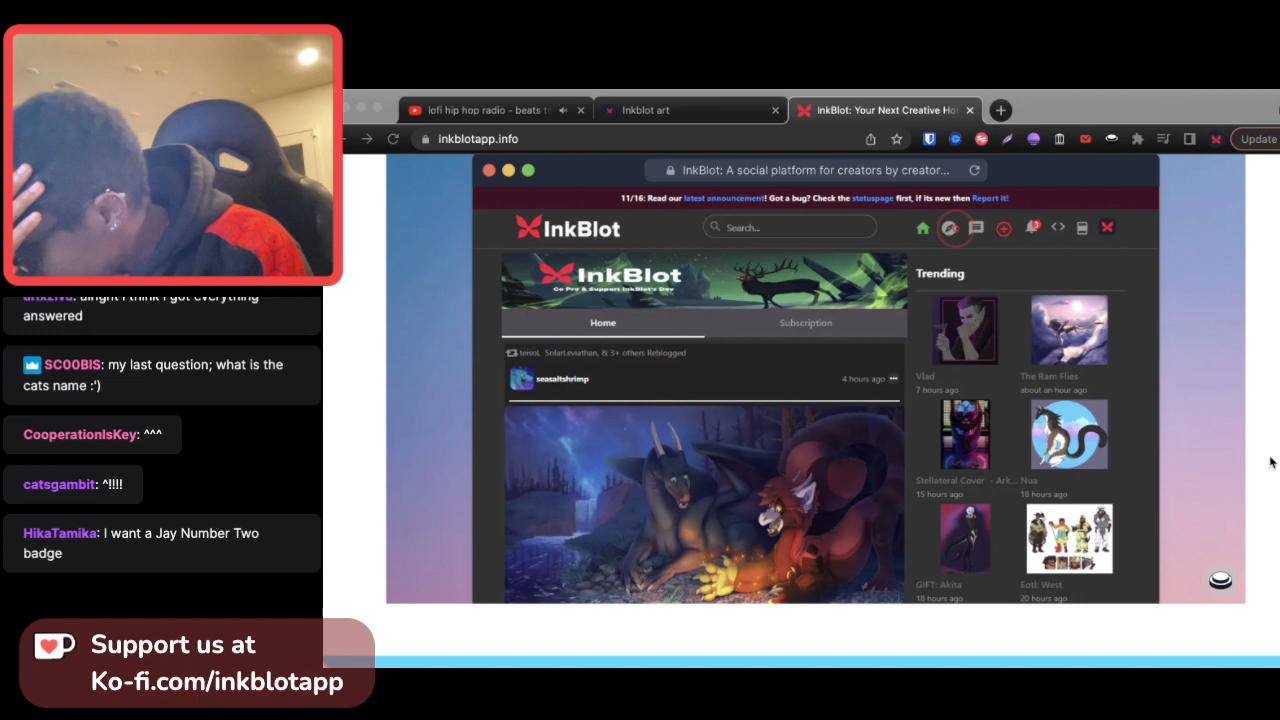 lofi hip hop radio - beats to
Inkblot art
InkBlot: Your Next Creative Ho
inkblotapp.info
Update
InkBlot: A social platform for creators by creator...
11/16: Read our latest announcement! Got a bug? Check the statuspage first, if its new then Report it!
InkBlot
Search...
InkBlot
Go Pro & Support InkBlot's Dev
Home
Subscription
teisol, SolarLeviathan, & 3+ others Reblogged
seasaltshrimp
4 hours ago
Trending
Vlad
7 hours ago
The Ram Flies
about an hour ago
Stellateral Cover - Ark...
15 hours ago
Nua
18 hours ago
GIFT: Akita
18 hours ago
Eotl: West
20 hours ago
alright I think I got everything
answered
SC00BIS: my last question; what is the
cats name :')
CooperationIsKey: ^^^
catsgambit: ^!!!!
HikaTamika: I want a Jay Number Two
badge
Support us at
Ko-fi.com/inkblotapp